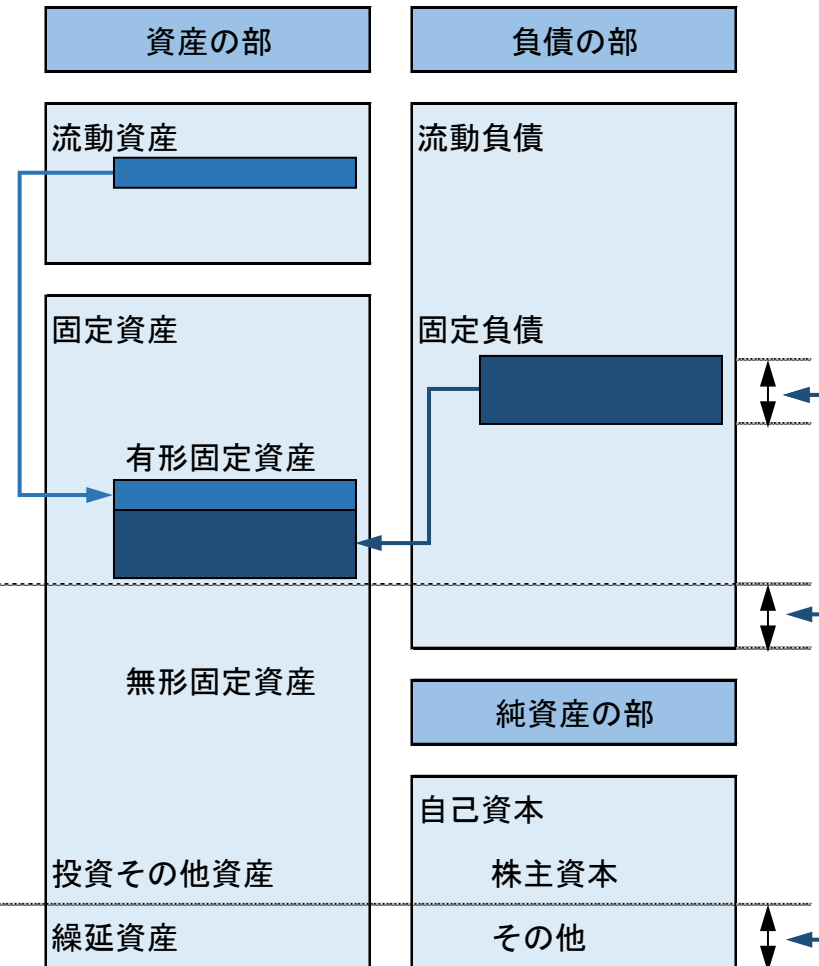 資産の部
流動資産
固定資産
有形固定資産
無形固定資産
投資その他資産
繰延資産
負債の部
流動負債
固定負債
純資産の部
自己資本
株主資本
その他